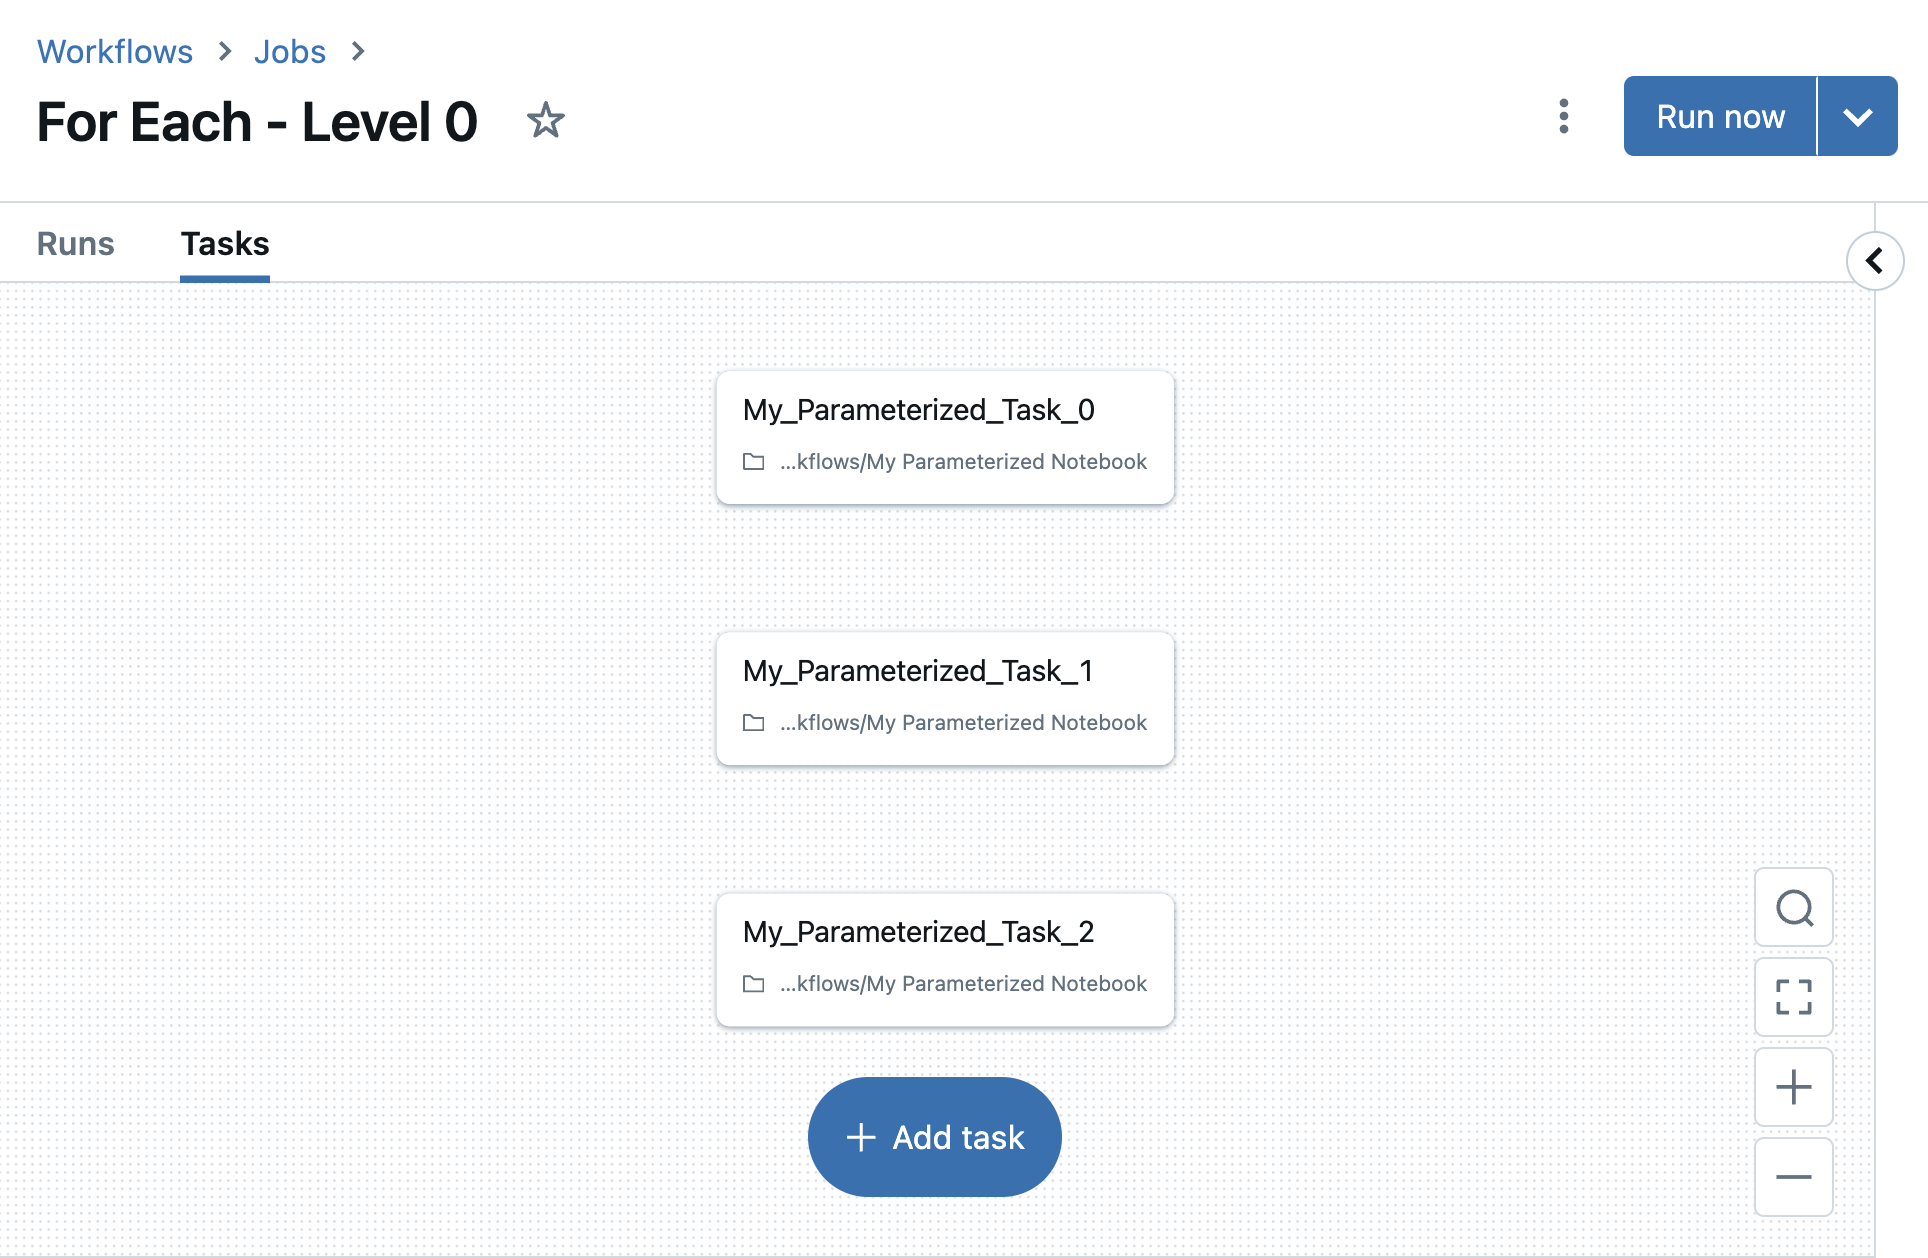 Workflows > Jobs >
For Each - Level 0
Run now
Runs Tasks
My_Parameterized_Task_0
...kflows/My Parameterized Notebook
My_Parameterized_Task_1
...kflows/My Parameterized Notebook
My_Parameterized_Task_2
...kflows/My Parameterized Notebook
+ Add task